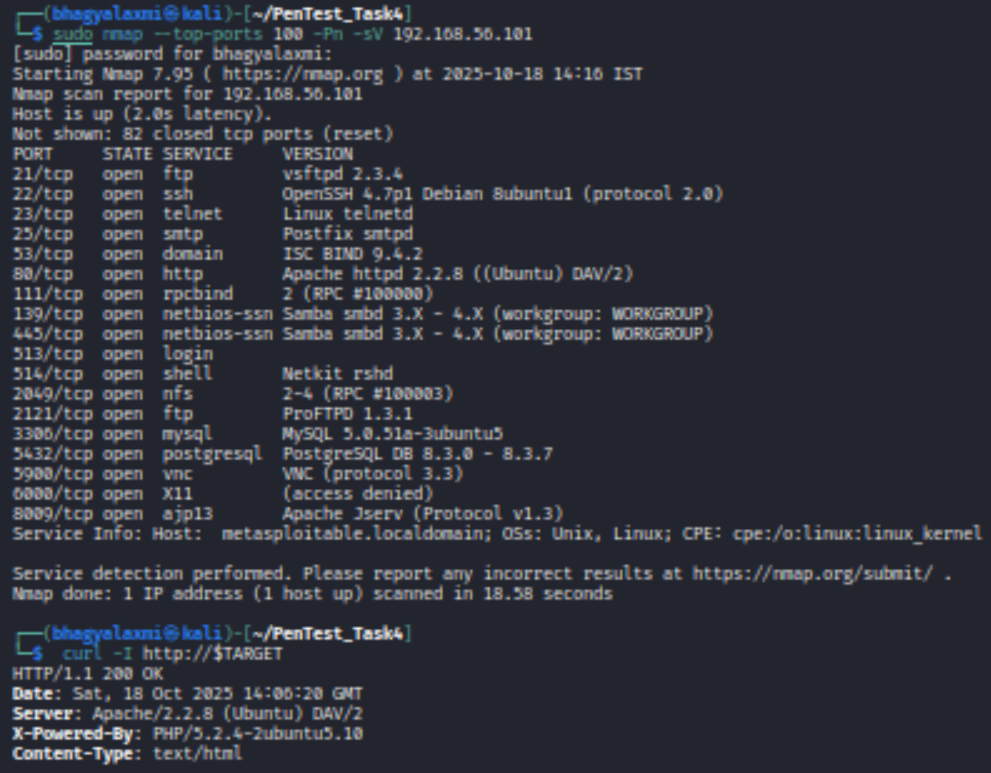 ┌──(bhagyalaxmi㉿kali)-[~/PenTest_Task4]
└─$ sudo nmap --top-ports 100 -Pn -sV 192.168.56.101
[sudo] password for bhagyalaxmi:
Starting Nmap 7.95 ( https://nmap.org ) at 2025-10-18 14:16 IST
Nmap scan report for 192.168.56.101
Host is up (2.0s latency).
Not shown: 82 closed tcp ports (reset)
PORT     STATE SERVICE     VERSION
21/tcp   open  ftp         vsftpd 2.3.4
22/tcp   open  ssh         OpenSSH 4.7p1 Debian 8ubuntu1 (protocol 2.0)
23/tcp   open  telnet      Linux telnetd
25/tcp   open  smtp        Postfix smtpd
53/tcp   open  domain      ISC BIND 9.4.2
80/tcp   open  http        Apache httpd 2.2.8 ((Ubuntu) DAV/2)
111/tcp  open  rpcbind     2 (RPC #100000)
139/tcp  open  netbios-ssn Samba smbd 3.X - 4.X (workgroup: WORKGROUP)
445/tcp  open  netbios-ssn Samba smbd 3.X - 4.X (workgroup: WORKGROUP)
513/tcp  open  login
514/tcp  open  shell       Netkit rshd
2049/tcp open  nfs         2-4 (RPC #100003)
2121/tcp open  ftp         ProFTPD 1.3.1
3306/tcp open  mysql       MySQL 5.0.51a-3ubuntu5
5432/tcp open  postgresql  PostgreSQL DB 8.3.0 - 8.3.7
5900/tcp open  vnc         VNC (protocol 3.3)
6000/tcp open  X11         (access denied)
8009/tcp open  ajp13       Apache Jserv (Protocol v1.3)
Service Info: Host:  metasploitable.localdomain; OSs: Unix, Linux; CPE: cpe:/o:linux:linux_kernel

Service detection performed. Please report any incorrect results at https://nmap.org/submit/ .
Nmap done: 1 IP address (1 host up) scanned in 18.58 seconds

┌──(bhagyalaxmi㉿kali)-[~/PenTest_Task4]
└─$  curl -I http://$TARGET
HTTP/1.1 200 OK
Date: Sat, 18 Oct 2025 14:06:20 GMT
Server: Apache/2.2.8 (Ubuntu) DAV/2
X-Powered-By: PHP/5.2.4-2ubuntu5.10
Content-Type: text/html